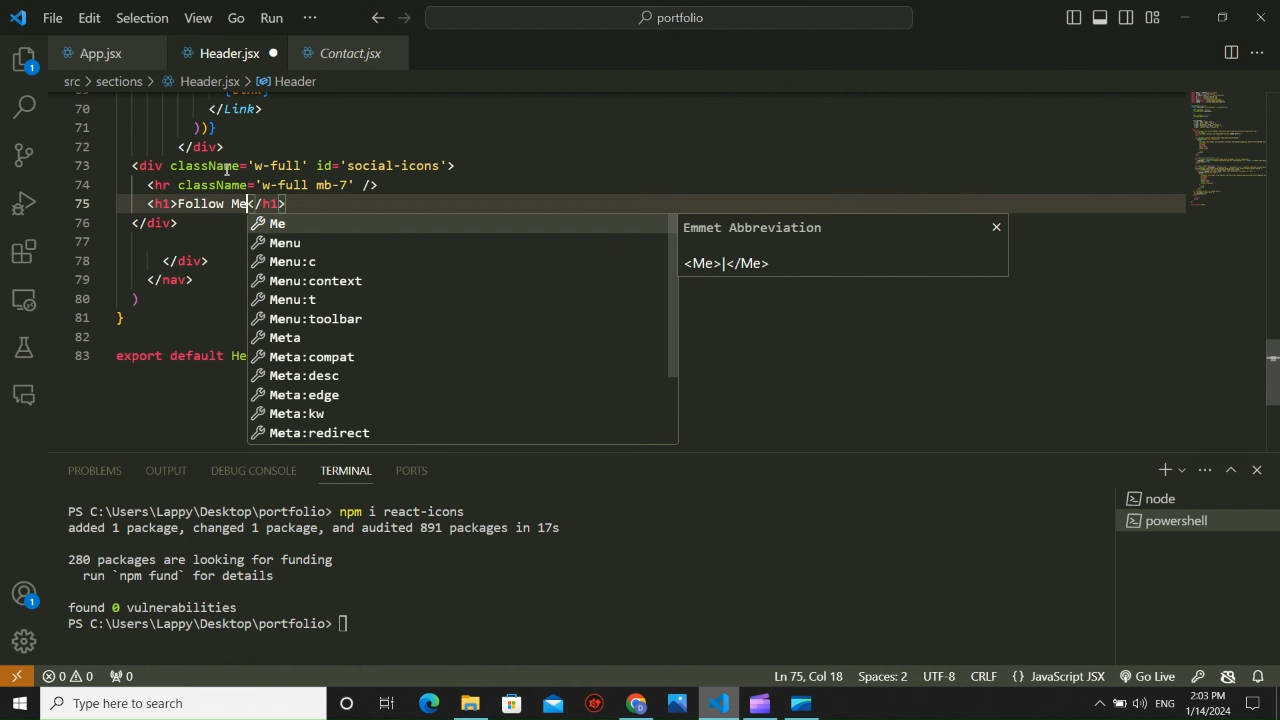 File Edit Selection View Go Run ···
portfolio
App.jsx Header.jsx Contact.jsx
src > sections > Header.jsx > Header
70 </Link>
71 ))}
72 </div>
73 <div className='w-full' id='social-icons'>
74 <hr className='w-full mb-7' />
75 <h1>Follow Me</h1>
76 </div>
77
78 </div>
79 </nav>
80 )
81 }
82
83 export default He
Me
Menu
Menu:c
Menu:context
Menu:t
Menu:toolbar
Meta
Meta:compat
Meta:desc
Meta:edge
Meta:kw
Meta:redirect
Emmet Abbreviation
<Me>|</Me>
PROBLEMS OUTPUT DEBUG CONSOLE TERMINAL PORTS
PS C:\Users\Lappy\Desktop\portfolio> npm i react-icons
added 1 package, changed 1 package, and audited 891 packages in 17s
280 packages are looking for funding
run `npm fund` for details
found 0 vulnerabilities
PS C:\Users\Lappy\Desktop\portfolio>
node
powershell
1
1
0 0 0
Ln 75, Col 18 Spaces: 2 UTF-8 CRLF {} JavaScript JSX Go Live
Type here to search
ENG
2:03 PM
1/14/2024